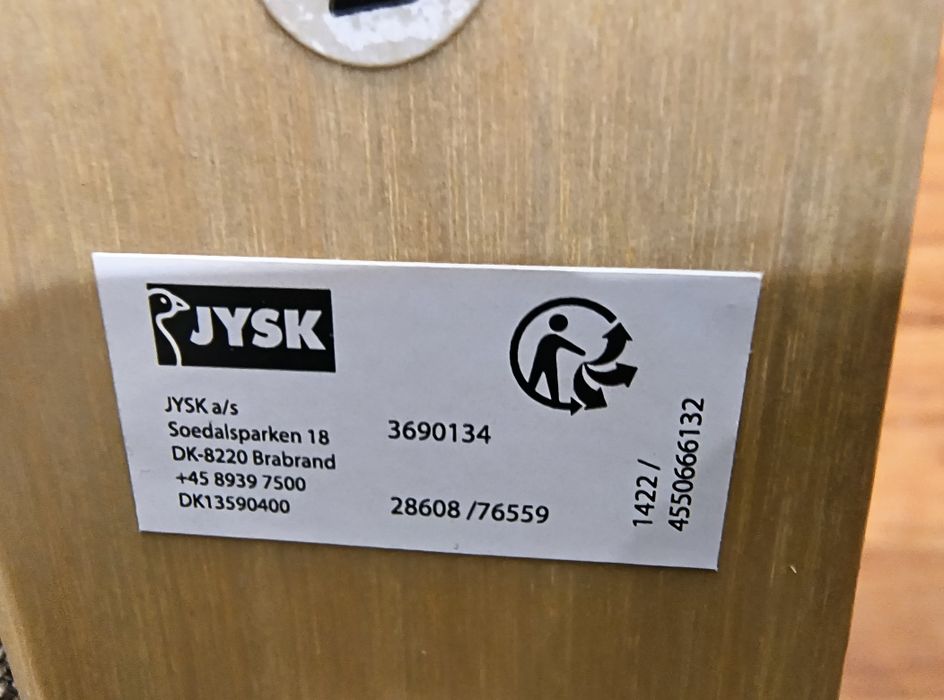 JYSK
JYSK a/s
Soedalsparken 18
DK-8220 Brabrand
+45 8939 7500
DK13590400
3690134
28608 /76559
1422 /
4550666132